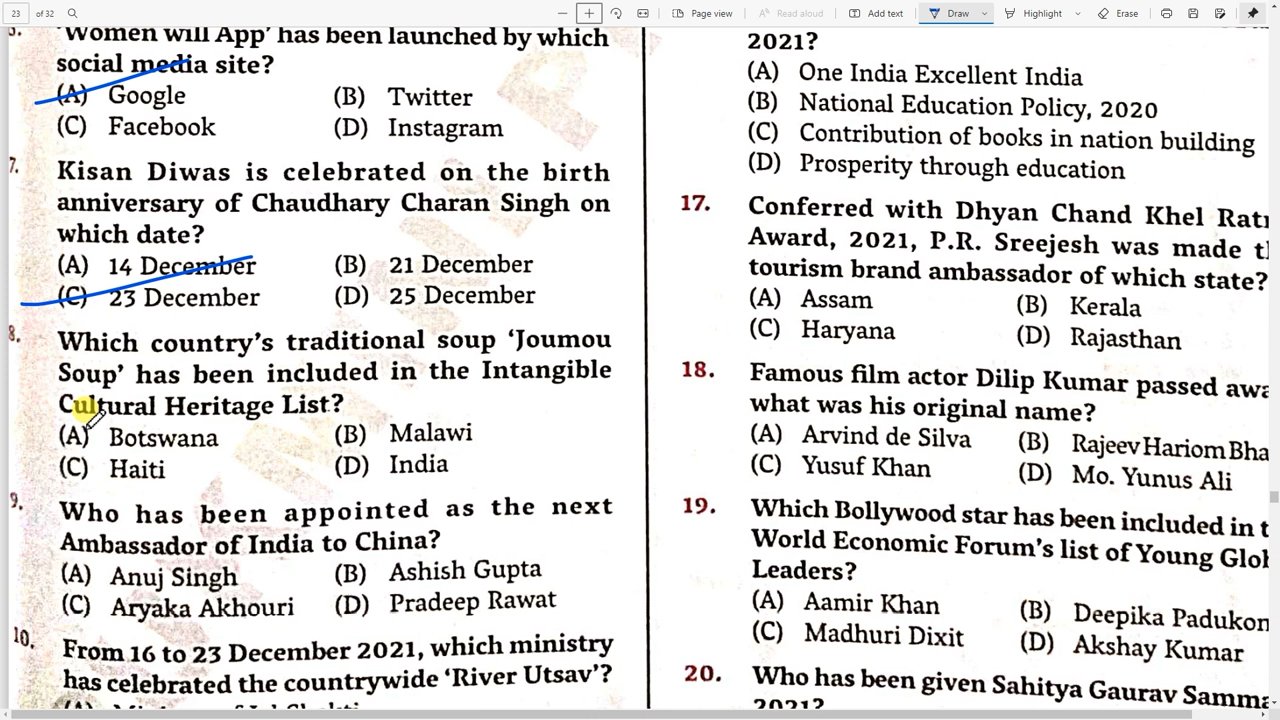 23 of 32 Page view Read aloud Add text Draw Highlight Erase
'Women will App' has been launched by which
social media site?
(A) Google (B) Twitter
(C) Facebook (D) Instagram
7. Kisan Diwas is celebrated on the birth
anniversary of Chaudhary Charan Singh on
which date?
(A) 14 December (B) 21 December
(C) 23 December (D) 25 December
8. Which country's traditional soup 'Joumou
Soup' has been included in the Intangible
Cultural Heritage List?
(A) Botswana (B) Malawi
(C) Haiti (D) India
9. Who has been appointed as the next
Ambassador of India to China?
(A) Anuj Singh (B) Ashish Gupta
(C) Aryaka Akhouri (D) Pradeep Rawat
10. From 16 to 23 December 2021, which ministry
has celebrated the countrywide 'River Utsav'?
2021?
(A) One India Excellent India
(B) National Education Policy, 2020
(C) Contribution of books in nation building
(D) Prosperity through education
17. Conferred with Dhyan Chand Khel Ratn
Award, 2021, P.R. Sreejesh was made th
tourism brand ambassador of which state?
(A) Assam (B) Kerala
(C) Haryana (D) Rajasthan
18. Famous film actor Dilip Kumar passed awa
what was his original name?
(A) Arvind de Silva (B) Rajeev Hariom Bha
(C) Yusuf Khan (D) Mo. Yunus Ali
19. Which Bollywood star has been included in t
World Economic Forum's list of Young Glob
Leaders?
(A) Aamir Khan (B) Deepika Padukon
(C) Madhuri Dixit (D) Akshay Kumar
20. Who has been given Sahitya Gaurav Samma
2021?